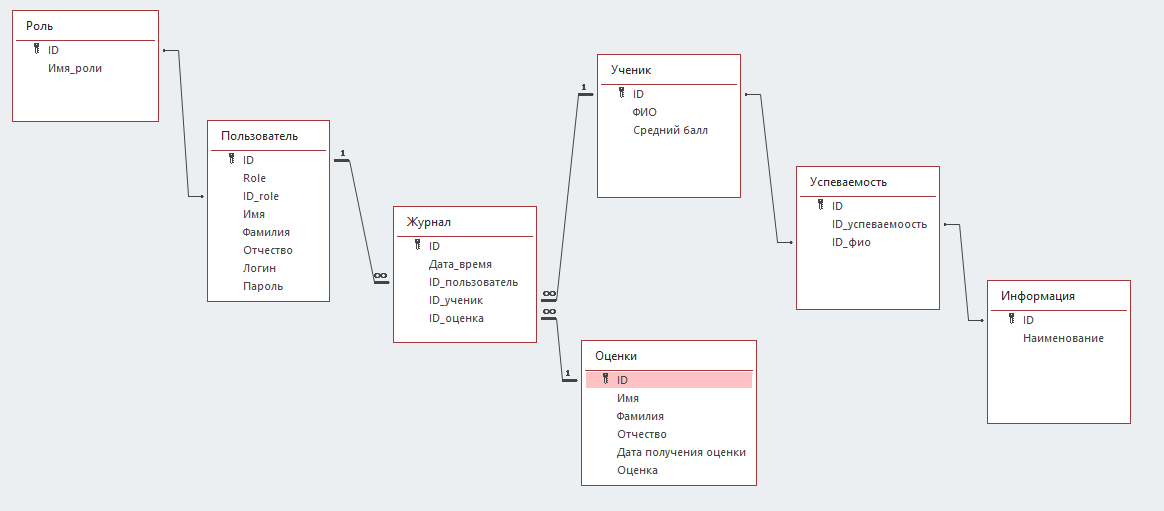 Роль
ID
Имя_роли
Пользователь
ID
Role
ID_role
Имя
Фамилия
Отчество
Логин
Пароль
1
∞
Журнал
ID
Дата_время
ID_пользователь
ID_ученик
ID_оценка
1
∞
∞
1
Ученик
ID
ФИО
Средний балл
Оценки
ID
Имя
Фамилия
Отчество
Дата получения оценки
Оценка
Успеваемость
ID
ID_успеваемоость
ID_фио
Информация
ID
Наименование